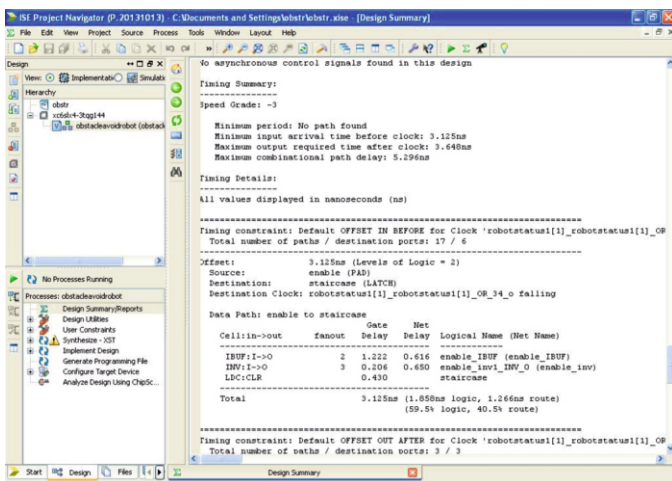 ISE Project Navigator (P.20131013) - C:\Documents and Settings\obstr\obstr.xise - [Design Summary]
File Edit View Project Source Process Tools Window Layout Help
Design
View: Implementati Simulati
Hierarchy
obstr
xc6slx4-3tqg144
obstacleavoidrobot (obstacl
No Processes Running
Processes: obstacleavoidrobot
Design Summary/Reports
Design Utilities
User Constraints
Synthesize - XST
Implement Design
Generate Programming File
Configure Target Device
Analyze Design Using ChipSc...
Start Design Files
No asynchronous control signals found in this design
Timing Summary:
---------------
Speed Grade: -3
Minimum period: No path found
Minimum input arrival time before clock: 3.125ns
Maximum output required time after clock: 3.648ns
Maximum combinational path delay: 5.296ns
Timing Details:
---------------
All values displayed in nanoseconds (ns)
Timing constraint: Default OFFSET IN BEFORE for Clock 'robotstatus1[1]_robotstatus1[1]_OR
Total number of paths / destination ports: 17 / 6
Offset: 3.125ns (Levels of Logic = 2)
Source: enable (PAD)
Destination: staircase (LATCH)
Destination Clock: robotstatus1[1]_robotstatus1[1]_OR_34_o falling
Data Path: enable to staircase
Gate Net
Cell:in->out fanout Delay Delay Logical Name (Net Name)
IBUF:I->O 2 1.222 0.616 enable_IBUF (enable_IBUF)
INV:I->O 3 0.206 0.650 enable_inv1_INV_0 (enable_inv)
LDC:CLR 0.430 staircase
Total 3.125ns (1.858ns logic, 1.266ns route)
(59.5% logic, 40.5% route)
Timing constraint: Default OFFSET OUT AFTER for Clock 'robotstatus1[1]_robotstatus1[1]_OR
Total number of paths / destination ports: 3 / 3
Design Summary